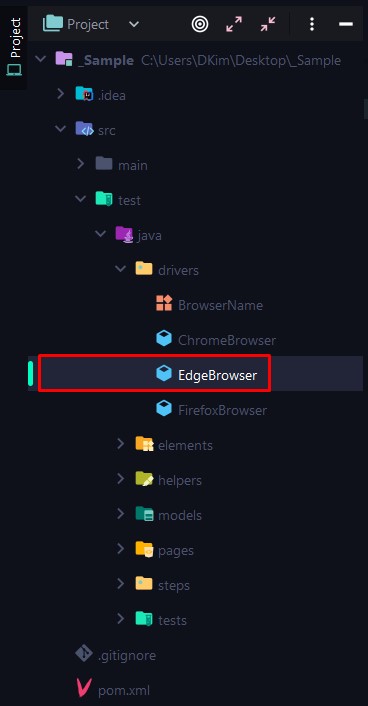 Project
Project
_Sample C:\Users\DKim\Desktop\_Sample
.idea
src
main
test
java
drivers
BrowserName
ChromeBrowser
EdgeBrowser
FirefoxBrowser
elements
helpers
models
pages
steps
tests
.gitignore
pom.xml